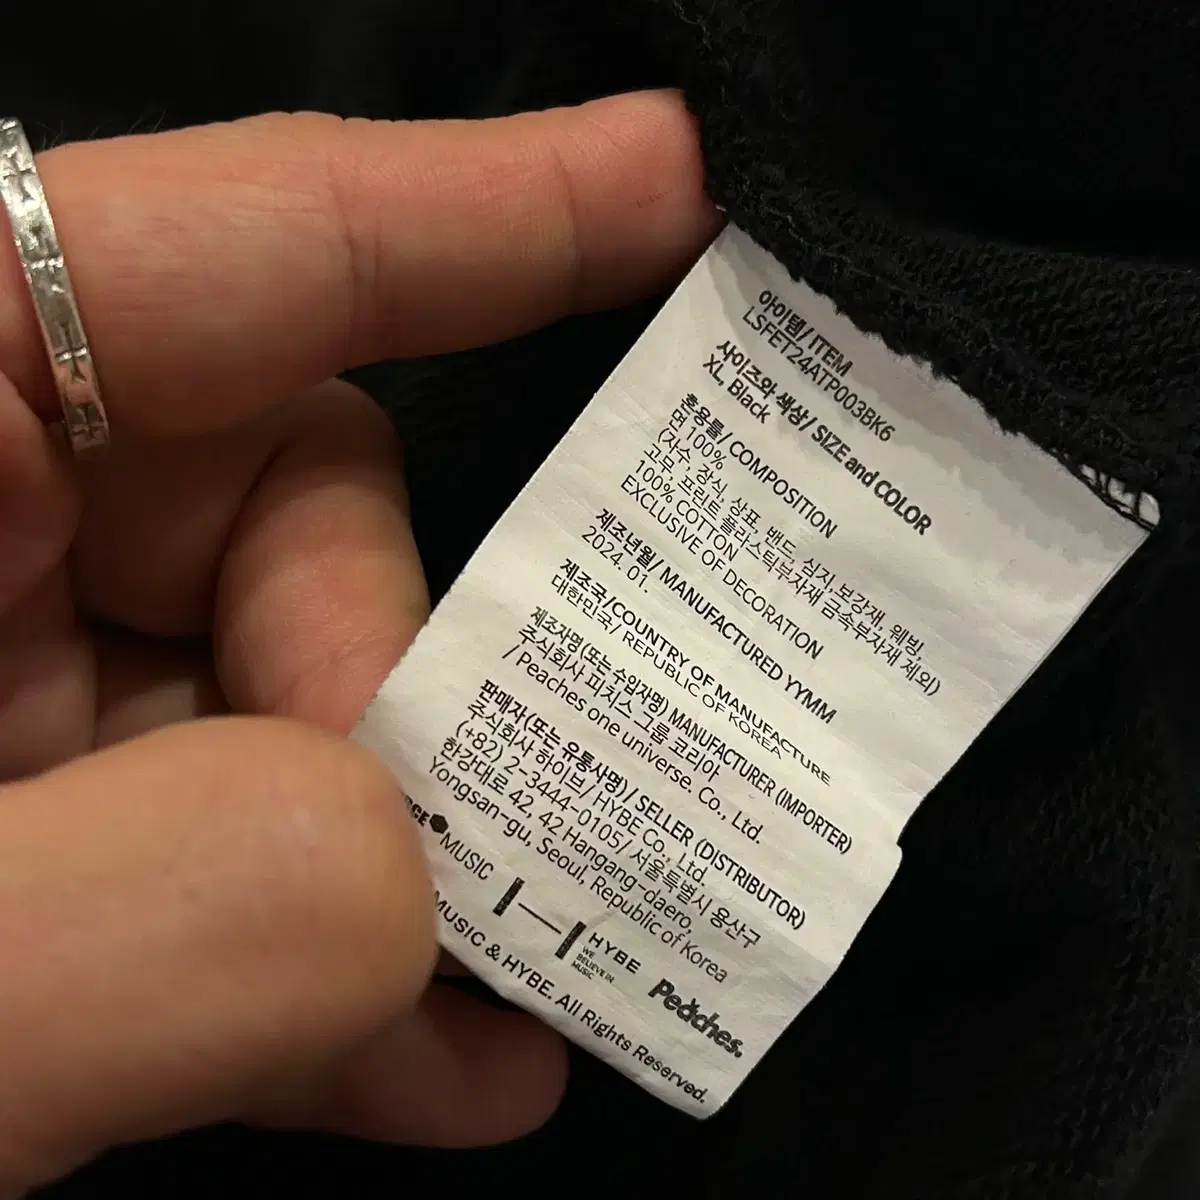 아이템/ ITEM
LSFET24ATP003BK6
사이즈와 색상/ SIZE and COLOR
XL, Black
혼용률/ COMPOSITION
면 100%
(자수, 장식, 상표, 밴드, 심지,보강재, 웨빙,
고무, 프린트 플라스틱부자재 금속부자재 제외)
100% COTTON
EXCLUSIVE OF DECORATION
제조년월/ MANUFACTURED YYMM
2024. 01.
제조국/COUNTRY OF MANUFACTURE
대한민국/ REPUBLIC OF KOREA
제조자명(또는 수입자명) MANUFACTURER (IMPORTER)
주식회사 피치스 그룹 코리아
/ Peaches one universe. Co., Ltd.
판매자(또는 유통사명)/ SELLER (DISTRIBUTOR)
주식회사 하이브/ HYBE Co., Ltd.
(+82) 2-3444-0105/ 서울특별시 용산구
한강대로 42, 42 Hangang-daero,
Yongsan-gu, Seoul, Republic of Korea
MUSIC
HYBE
WE
BELIEVE IN
MUSIC
Peaches.
MUSIC & HYBE. All Rights Reserved.